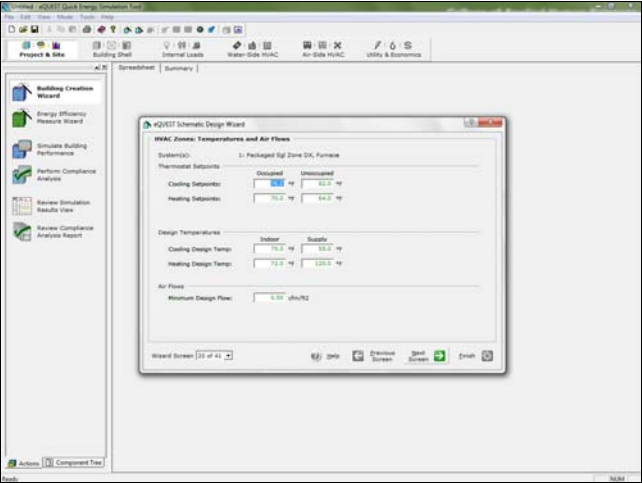 Untitled - eQUEST Quick Energy Simulation Tool
File Edit View Mode Tools Help
Project & Site Building Shell Internal Loads Water-Side HVAC Air-Side HVAC Utility & Economics
Spreadsheet Summary
Building Creation
Wizard
Energy Efficiency
Measure Wizard
Simulate Building
Performance
Perform Compliance
Analysis
Review Simulation
Results View
Review Compliance
Analysis Report
eQUEST Schematic Design Wizard
HVAC Zones: Temperatures and Air Flows
System(s): 1: Packaged Sgl Zone DX, Furnace
Thermostat Setpoints
Occupied Unoccupied
Cooling Setpoints: °F 82.0 °F
Heating Setpoints: 70.0 °F 64.0 °F
Design Temperatures
Indoor Supply
Cooling Design Temp: 75.0 °F 55.0 °F
Heating Design Temp: 72.0 °F 120.0 °F
Air Flows
Minimum Design Flow: 0.50 cfm/ft2
Wizard Screen 20 of 41 Help Previous Screen Next Screen Finish
Actions Component Tree
Ready NUM